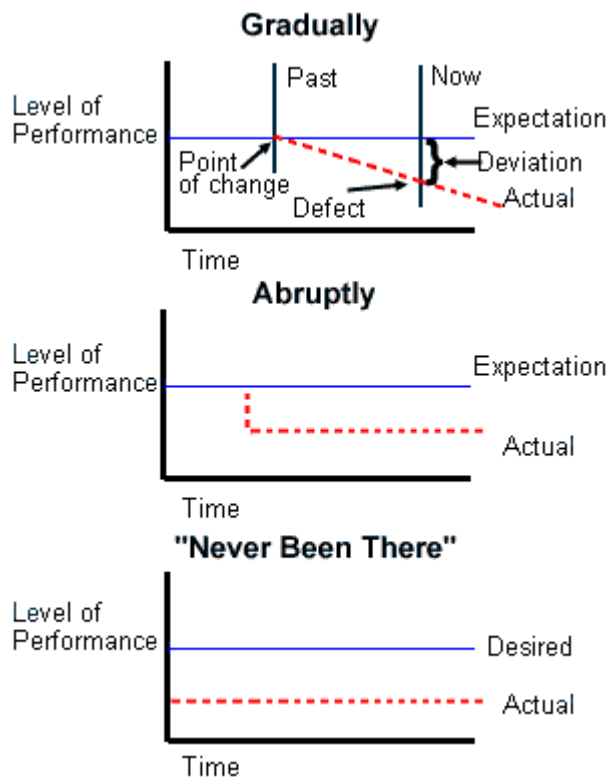 Gradually
Past
Now
Level of
Performance
Expectation
Point
of change
Deviation
Defect
Actual
Time
Abruptly
Level of
Performance
Expectation
Actual
Time
"Never Been There"
Level of
Performance
Desired
Actual
Time